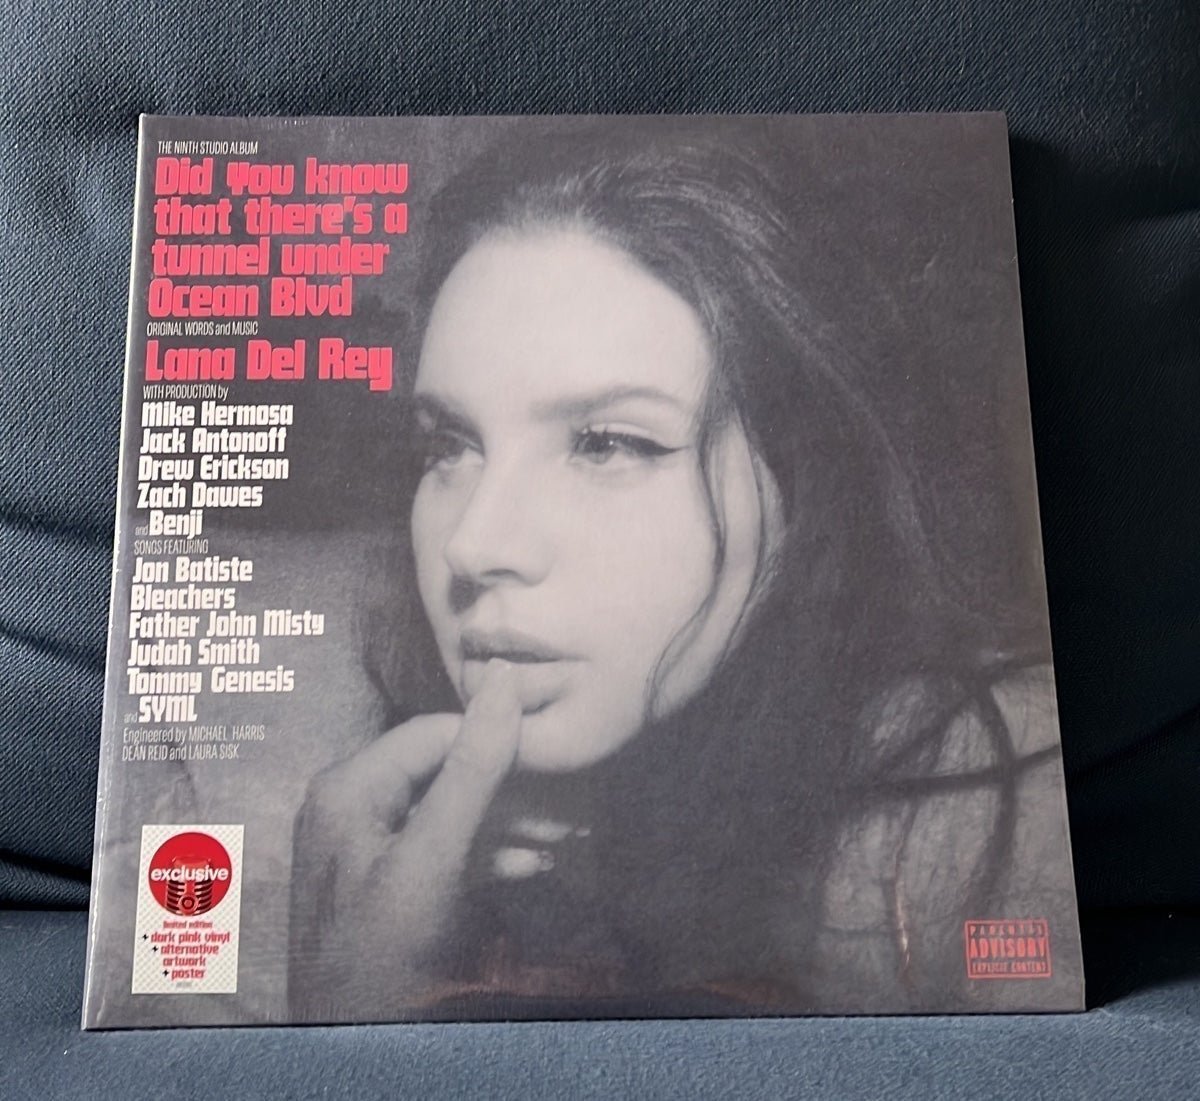 THE NINTH STUDIO ALBUM
Did you know
that there's a
tunnel under
Ocean Blvd
ORIGINAL WORDS and MUSIC
Lana Del Rey
WITH PRODUCTION by
Mike Hermosa
Jack Antonoff
Drew Erickson
Zach Dawes
and Benji
SONGS FEATURING
Jon Batiste
Bleachers
Father John Misty
Judah Smith
Tommy Genesis
and SYML
Engineered by MICHAEL HARRIS
DEAN REID and LAURA SISK
exclusive
limited edition
+ dark pink vinyl
+ alternative
artwork
+ poster
PARENTAL
ADVISORY
EXPLICIT CONTENT